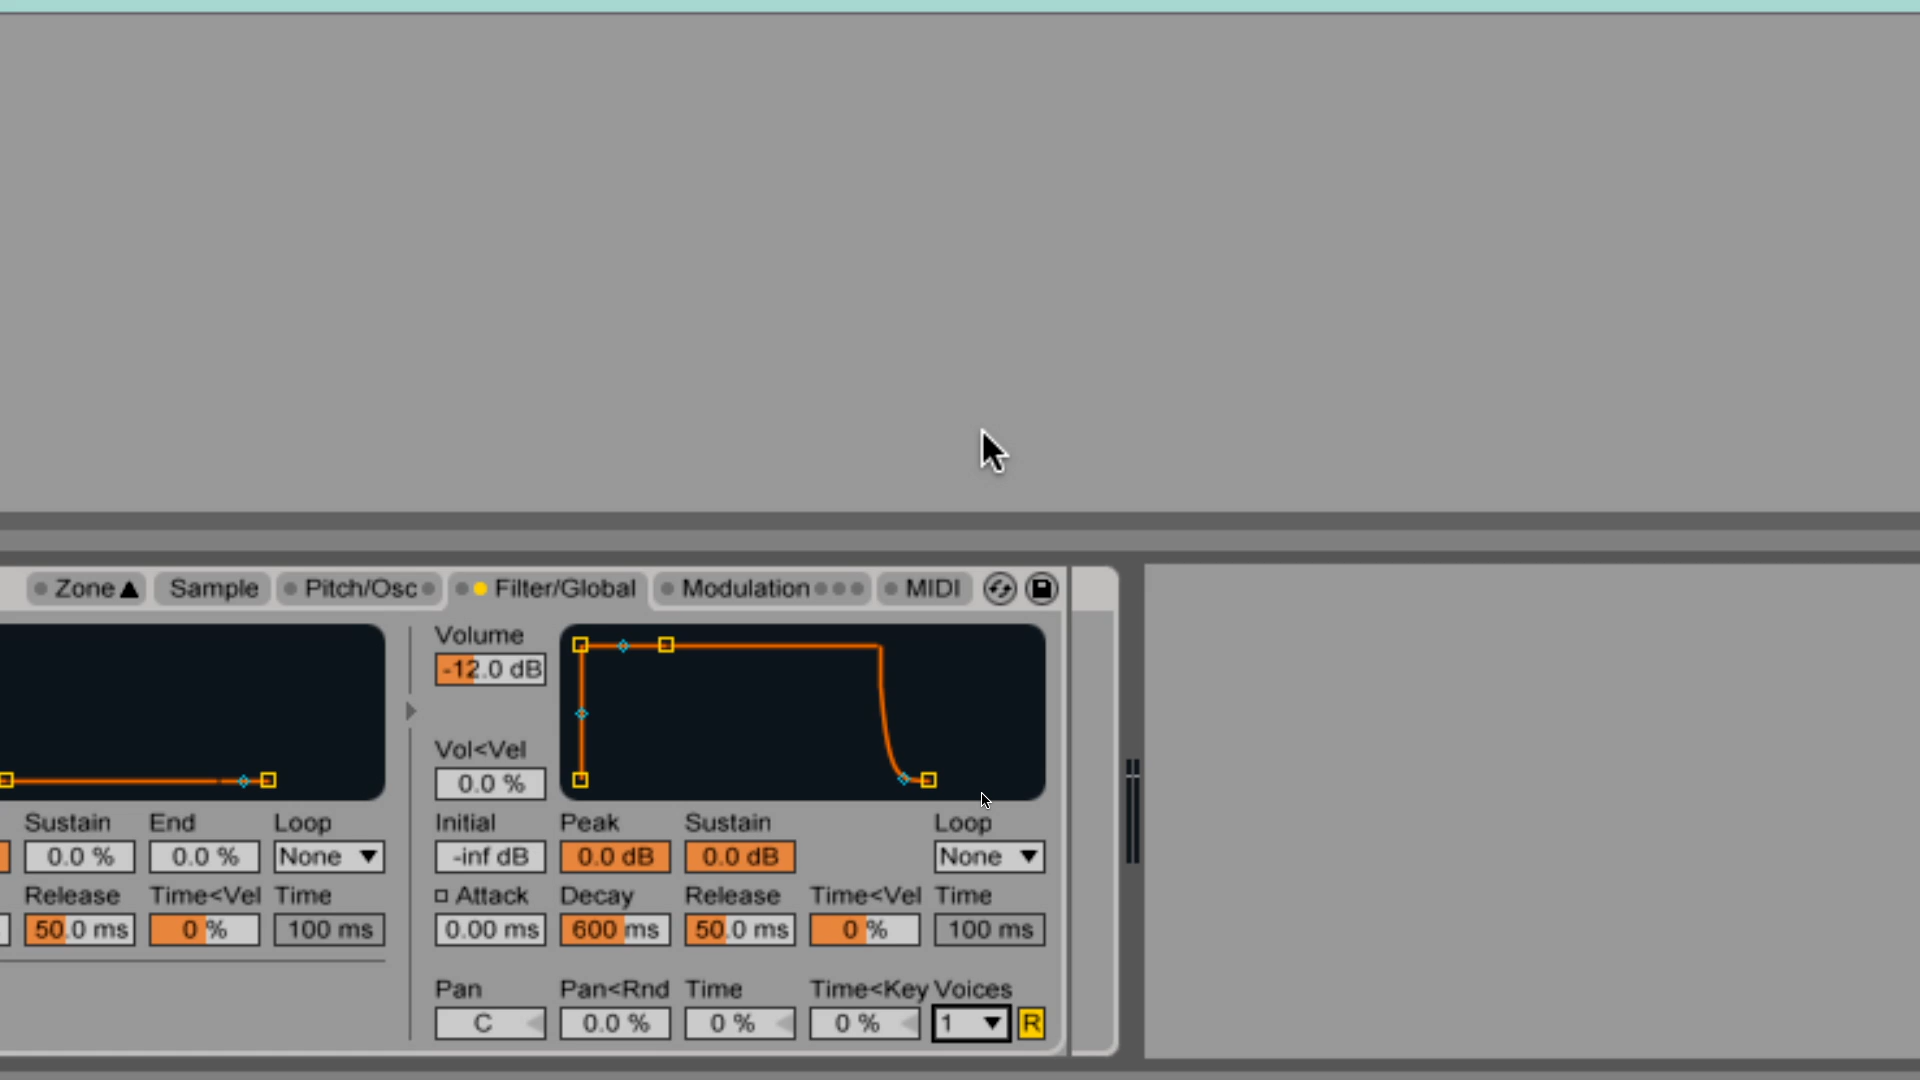 Zone Sample Pitch/Osc Filter/Global Modulation MIDI
Volume
-12.0 dB
Vol<Vel
0.0 %
Sustain End Loop Initial Peak Sustain Loop
0.0 % 0.0 % None -inf dB 0.0 dB 0.0 dB None
Release Time<Vel Time Attack Decay Release Time<Vel Time
50.0 ms 0 % 100 ms 0.00 ms 600 ms 50.0 ms 0 % 100 ms
Pan Pan<Rnd Time Time<Key Voices
C 0.0 % 0 % 0 % 1 R